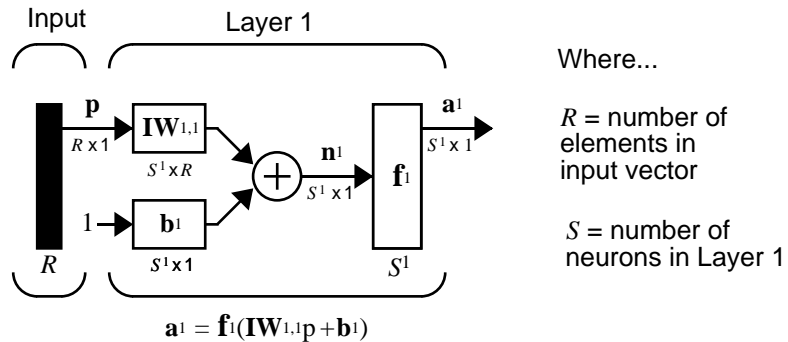 Input
Layer 1
Where...
p
a1
R x 1
IW1,1
n1
S1 x 1
R = number of
elements in
input vector
S1 x R
S1 x 1
f1
1
b1
S = number of
neurons in Layer 1
R
S1 x 1
S1
a1 = f1(IW1,1p +b1)